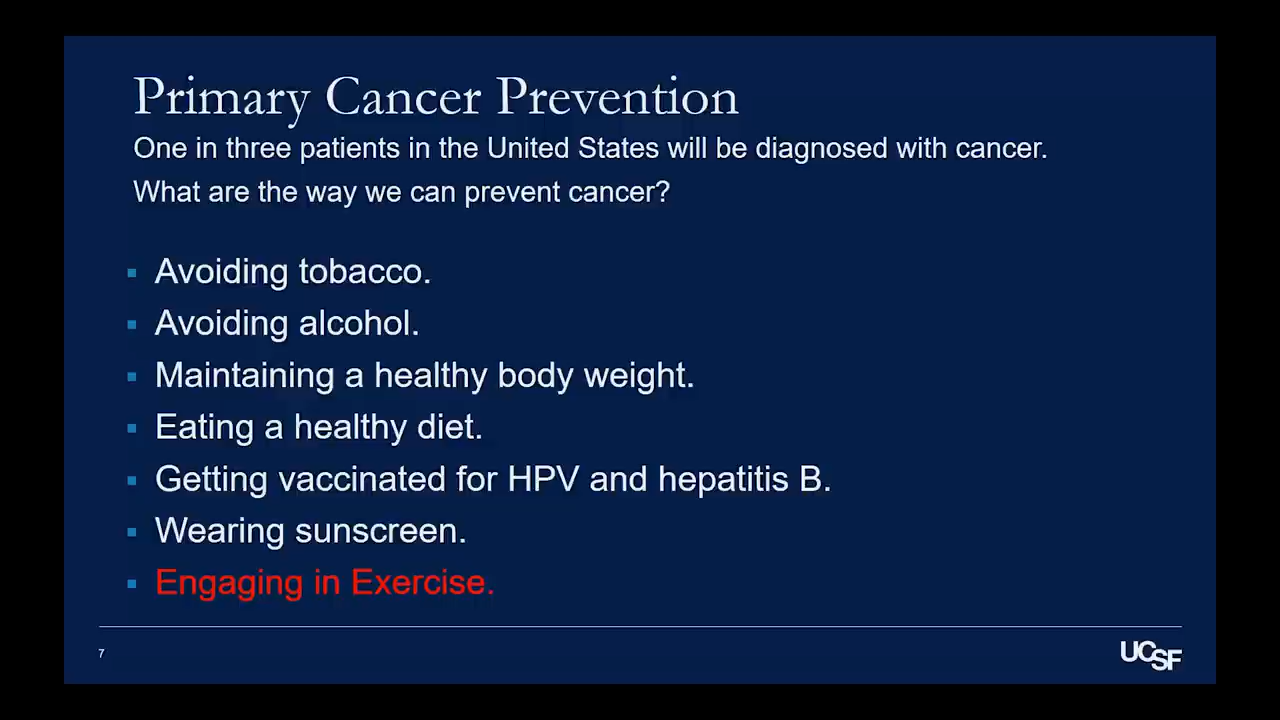 Primary Cancer Prevention
One in three patients in the United States will be diagnosed with cancer.
What are the way we can prevent cancer?
Avoiding tobacco.
Avoiding alcohol.
Maintaining a healthy body weight.
Eating a healthy diet.
Getting vaccinated for HPV and hepatitis B.
Wearing sunscreen.
Engaging in Exercise.
7
UCSF